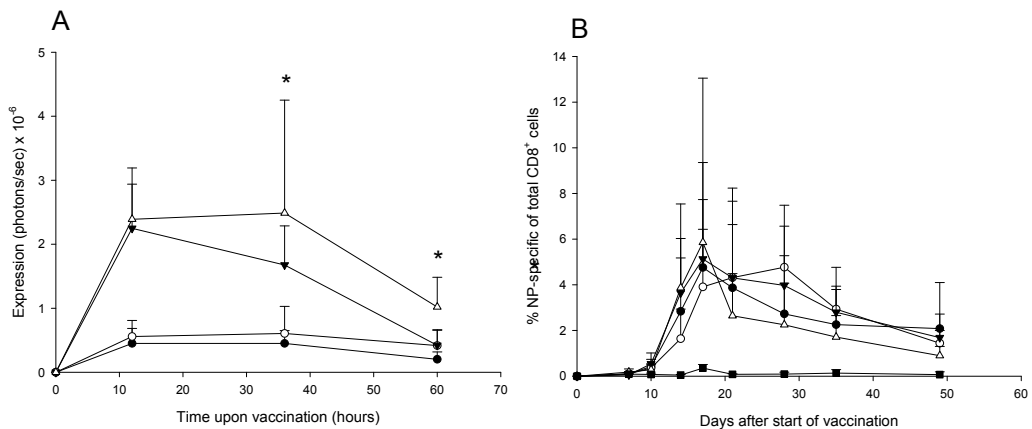 A
5
4
3
2
1
0
Expression (photons/sec) x 10⁻⁶
*
*
0 10 20 30 40 50 60 70
Time upon vaccination (hours)
B
14
12
10
8
6
4
2
0
% NP-specific of total CD8⁺ cells
*
0 10 20 30 40 50 60
Days after start of vaccination